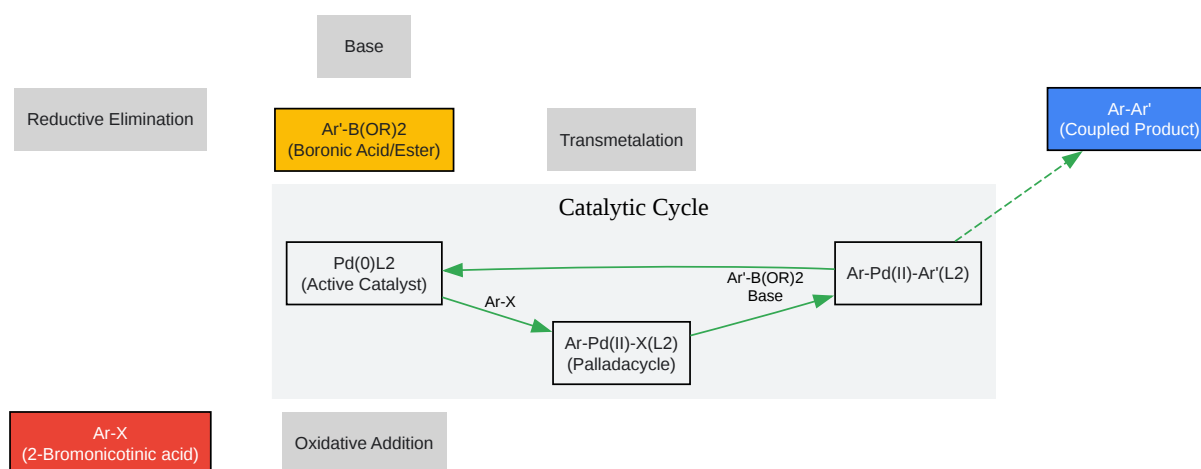 Base
Reductive Elimination
Ar'-B(OR)2
(Boronic Acid/Ester)
Transmetalation
Ar-Ar'
(Coupled Product)
Catalytic Cycle
Pd(0)L2
(Active Catalyst)
Ar-X
Ar'-B(OR)2
Base
Ar-Pd(II)-Ar'(L2)
Ar-Pd(II)-X(L2)
(Palladacycle)
Ar-X
(2-Bromonicotinic acid)
Oxidative Addition